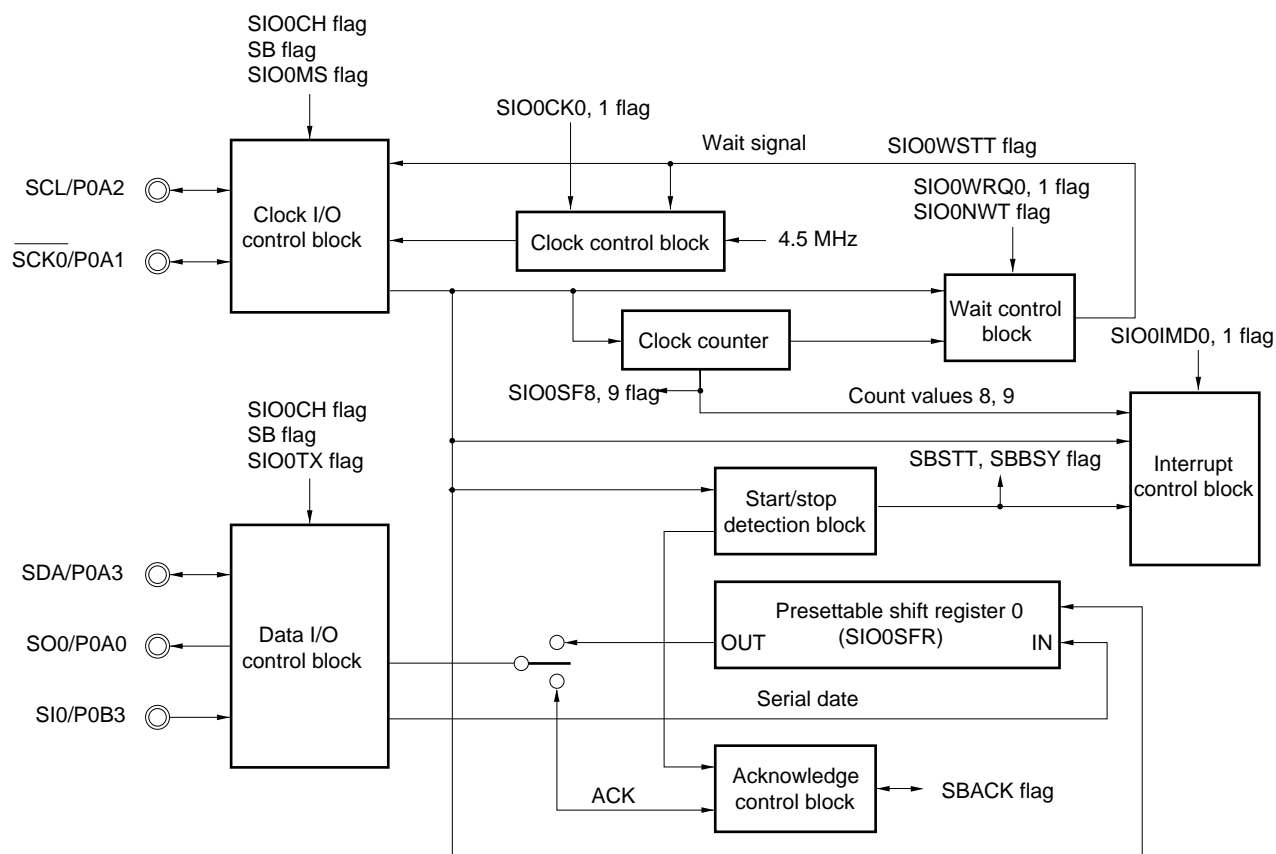 SIO0CH flag
SB flag
SIO0MS flag
SIO0CK0, 1 flag
Wait signal
SIO0WSTT flag
SCL/P0A2
Clock I/O
control block
SCK0/P0A1
Clock control block
4.5 MHz
SIO0WRQ0, 1 flag
SIO0NWT flag
Wait control
block
Clock counter
SIO0IMD0, 1 flag
SIO0SF8, 9 flag
Count values 8, 9
SIO0CH flag
SB flag
SIO0TX flag
SBSTT, SBBSY flag
Interrupt
control block
Start/stop
detection block
SDA/P0A3
SO0/P0A0
SI0/P0B3
Data I/O
control block
Presettable shift register 0
(SIO0SFR)
OUT
IN
Serial date
ACK
Acknowledge
control block
SBACK flag